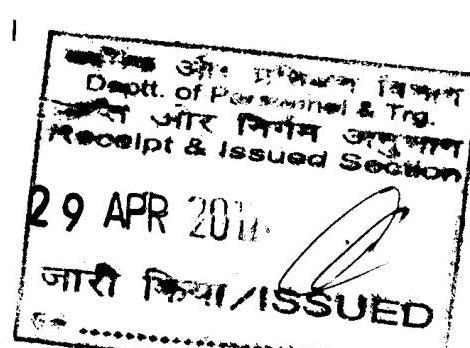 और प्रशिक्षण विभाग
Deptt. of Personnel & Trg.
और निर्गम अनुभाग
Receipt & Issued Section
29 APR
जारी किया/ISSUED